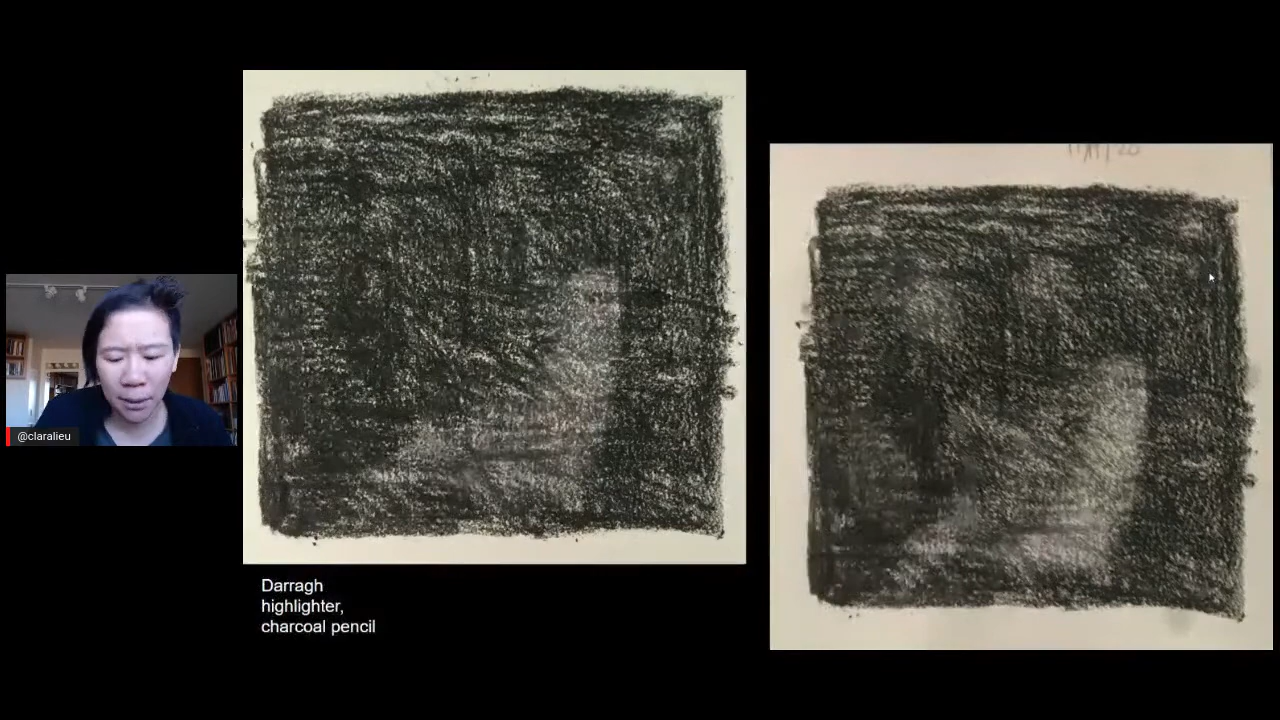 @claralieu
Darragh
highlighter,
charcoal pencil